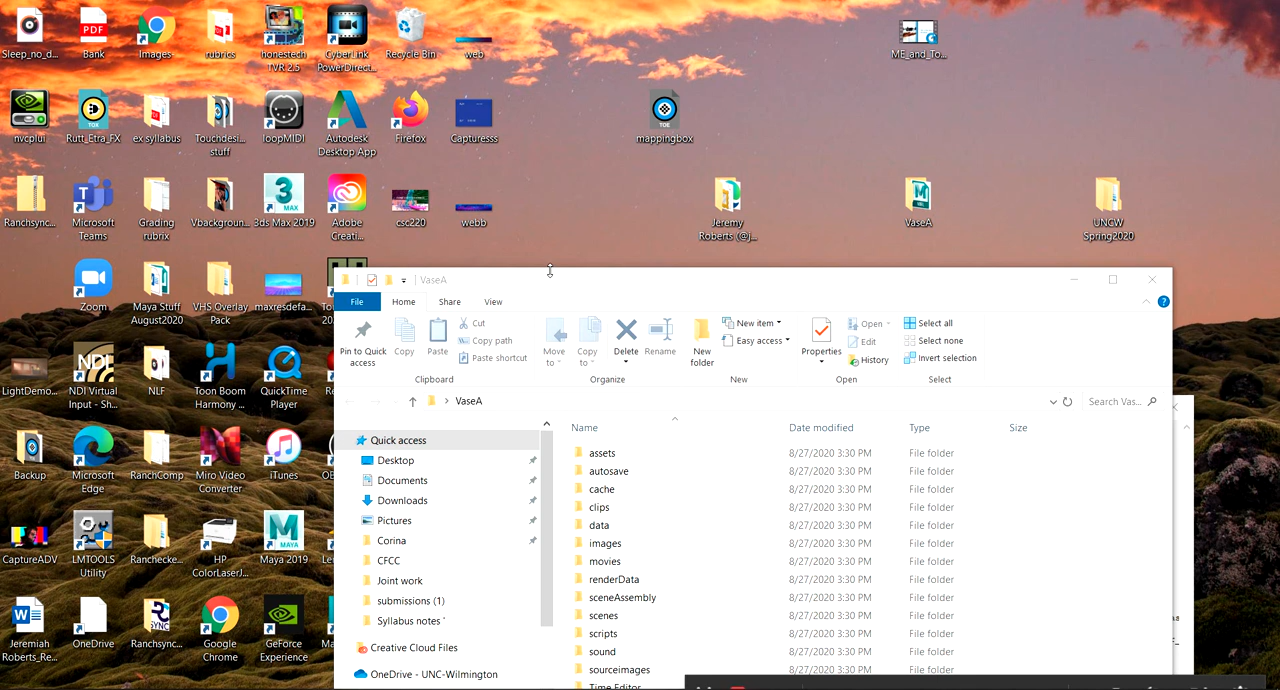 Sleep_no_d...
Bank
Images
rubrics
honestech
TVR 2.5
CyberLink
PowerDirect...
Recycle Bin
web
ME_and_To...
nvcplui
Rutt_Etra_FX
ex syllabus
Touchdesi...
stuff
loopMIDI
Autodesk
Desktop App
Firefox
Capturesss
mappingbox
Ranchsync...
Microsoft
Teams
Grading
rubrix
Vbackgroun...
3ds Max 2019
Adobe
Creati...
csc220
webb
Jeremy
Roberts (@j...
VaseA
UNCW
Spring2020
Zoom
Maya Stuff
August2020
VHS Overlay
Pack
maxresdefa...
VaseA
File
Home
Share
View
Pin to Quick
access
Copy
Paste
Cut
Copy path
Paste shortcut
Clipboard
Move
to
Copy
to
Delete
Rename
Organize
New
folder
New item
Easy access
New
Properties
Open
Edit
History
Open
Select all
Select none
Invert selection
Select
LightDemo...
NDI Virtual
Input - Sh...
NLF
Toon Boom
Harmony ...
QuickTime
Player
VaseA
Search Vas...
Name
Date modified
Type
Size
Quick access
Desktop
Documents
Downloads
Pictures
Corina
CFCC
Joint work
submissions (1)
Syllabus notes '
Creative Cloud Files
OneDrive - UNC-Wilmington
assets 8/27/2020 3:30 PM File folder
autosave 8/27/2020 3:30 PM File folder
cache 8/27/2020 3:30 PM File folder
clips 8/27/2020 3:30 PM File folder
data 8/27/2020 3:30 PM File folder
images 8/27/2020 3:30 PM File folder
movies 8/27/2020 3:30 PM File folder
renderData 8/27/2020 3:30 PM File folder
sceneAssembly 8/27/2020 3:30 PM File folder
scenes 8/27/2020 3:30 PM File folder
scripts 8/27/2020 3:30 PM File folder
sound 8/27/2020 3:30 PM File folder
sourceimages 8/27/2020 3:30 PM File folder
Time Editor
Backup
Microsoft
Edge
RanchComp
Miro Video
Converter
iTunes
CaptureADV
LMTOOLS
Utility
Ranchecke...
HP
ColorLaserJ...
Maya 2019
Jeremiah
Roberts_Re...
OneDrive
Ranchsync...
Google
Chrome
GeForce
Experience